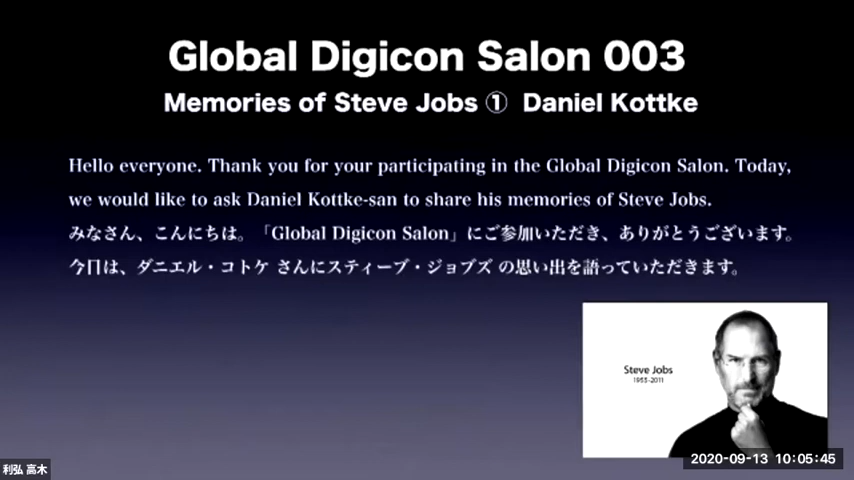 Global Digicon Salon 003
Memories of Steve Jobs ① Daniel Kottke
Hello everyone. Thank you for your participating in the Global Digicon Salon. Today,
we would like to ask Daniel Kottke-san to share his memories of Steve Jobs.
みなさん、こんにちは。「Global Digicon Salon」にご参加いただき、ありがとうございます。
今日は、ダニエル・コトケ さんにスティーブ・ジョブズ の思い出を語っていただきます。
Steve Jobs
1955-2011
2020-09-13 10:05:45
利弘 高木